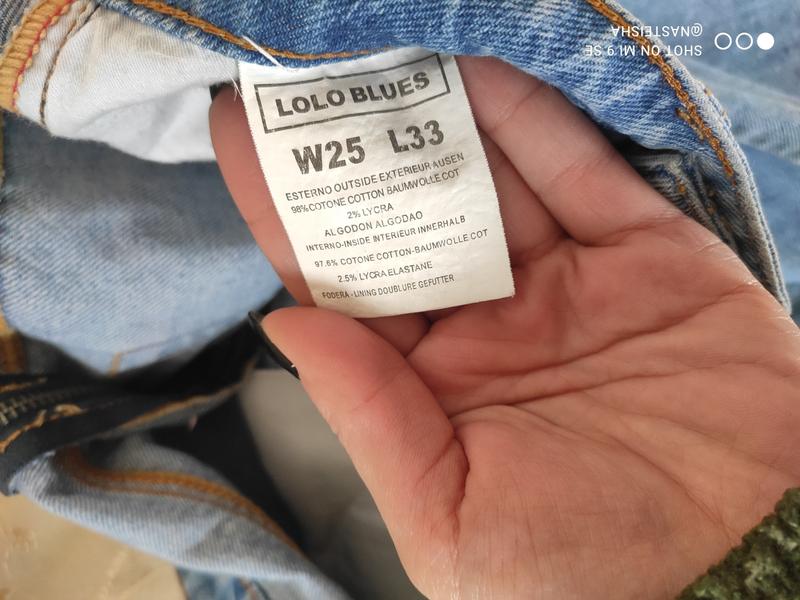 LOLO BLUES
W25 L33
ESTERNO OUTSIDE EXTERIEUR AUSEN
98%COTONE COTTON BAUMWOLLE.COT
2% LYCRA
ALGODON ALGODAO
INTERNO-INSIDE INTERIEUR INNERHALB
97.6% COTONE COTTON-BAUMWOLLE.COT
2.5% LYCRA ELASTANE
FODERA - LINING DOUBLURE GEFUTTER
SHOT ON MI 9 SE
@NASTEISHA